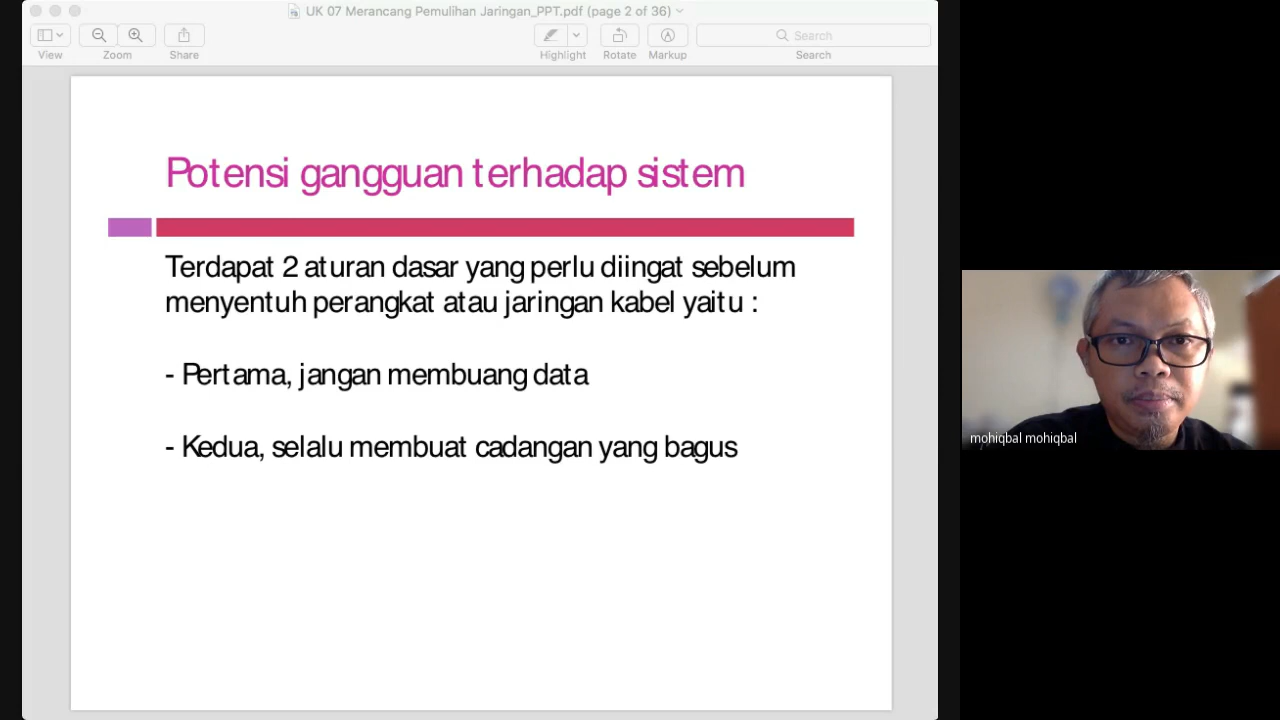 UK 07 Merancang Pemulihan Jaringan_PPT.pdf (page 2 of 36)
View
Zoom
Share
Highlight
Rotate
Markup
Search
Search
Potensi gangguan terhadap sistem
Terdapat 2 aturan dasar yang perlu diingat sebelum
menyentuh perangkat atau jaringan kabel yaitu :
- Pertama, jangan membuang data
- Kedua, selalu membuat cadangan yang bagus
mohiqbal mohiqbal